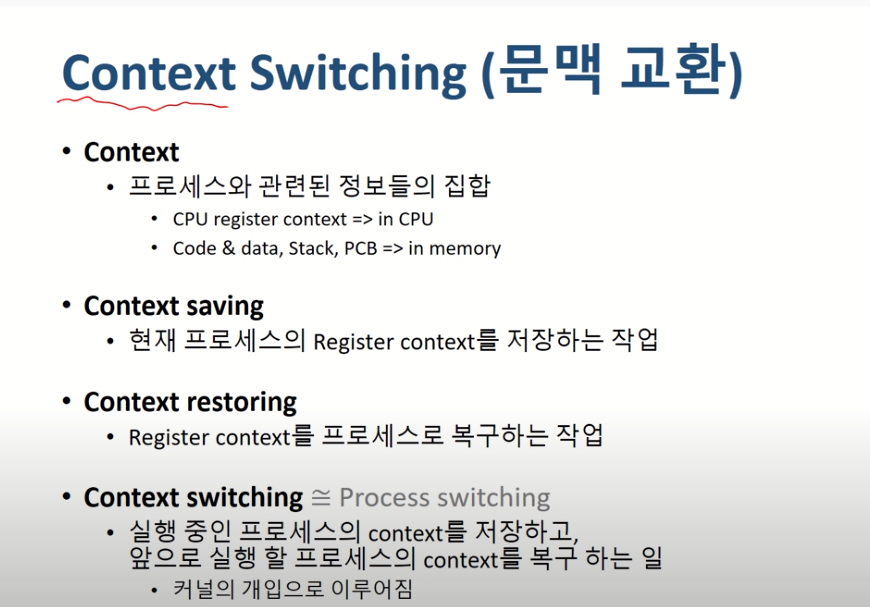 Context Switching (문맥 교환)
• Context
• 프로세스와 관련된 정보들의 집합
• CPU register context => in CPU
• Code & data, Stack, PCB => in memory
• Context saving
• 현재 프로세스의 Register context를 저장하는 작업
• Context restoring
• Register context를 프로세스로 복구하는 작업
• Context switching ≅ Process switching
• 실행 중인 프로세스의 context를 저장하고,
앞으로 실행 할 프로세스의 context를 복구 하는 일
• 커널의 개입으로 이루어짐